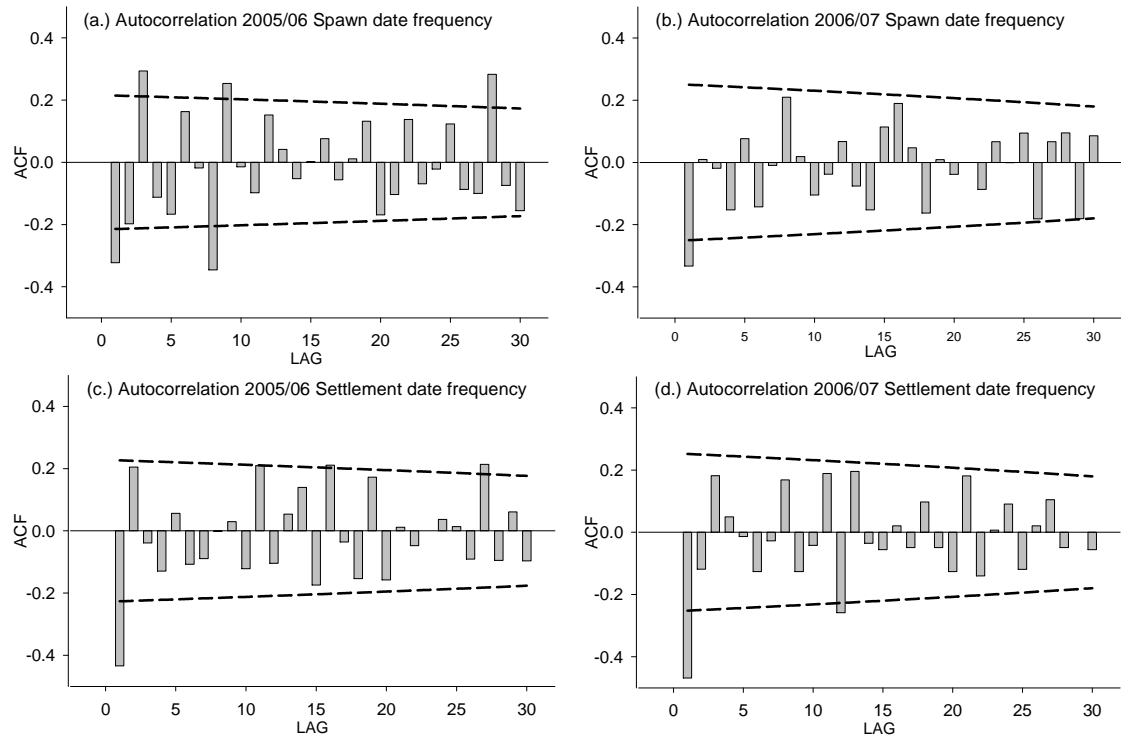 (a.) Autocorrelation 2005/06 Spawn date frequency
ACF
0.4
0.2
0.0
-0.2
-0.4
0 5 10 15 20 25 30
LAG
(b.) Autocorrelation 2006/07 Spawn date frequency
ACF
0.4
0.2
0.0
-0.2
-0.4
0 5 10 15 20 25 30
LAG
(c.) Autocorrelation 2005/06 Settlement date frequency
ACF
0.4
0.2
0.0
-0.2
-0.4
0 5 10 15 20 25 30
LAG
(d.) Autocorrelation 2006/07 Settlement date frequency
ACF
0.4
0.2
0.0
-0.2
-0.4
0 5 10 15 20 25 30
LAG